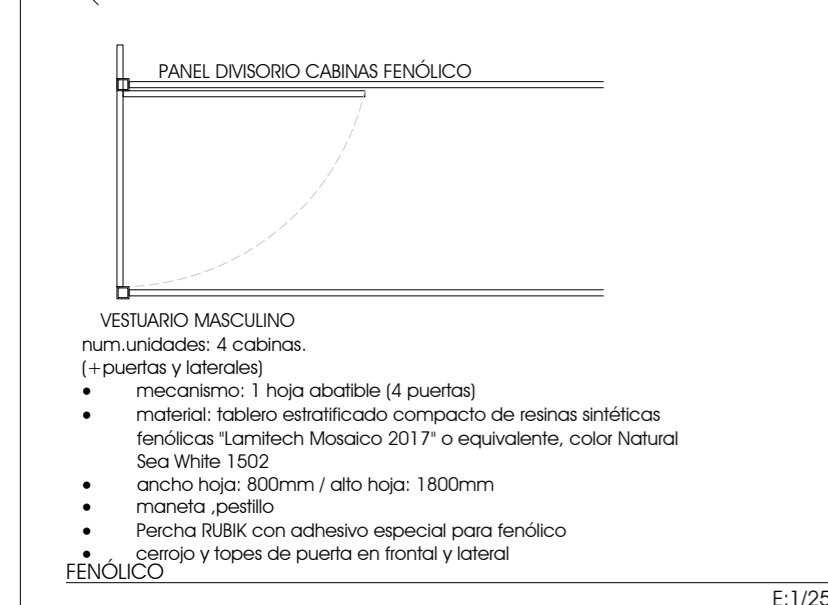 PANEL DIVISORIO CABINAS FENÓLICO
VESTUARIO MASCULINO
num.unidades: 4 cabinas.
(+puertas y laterales)
• mecanismo: 1 hoja abatible (4 puertas)
• material: tablero estratificado compacto de resinas sintéticas
fenólicas "Lamitech Mosaico 2017" o equivalente, color Natural
Sea White 1502
• ancho hoja: 800mm / alto hoja: 1800mm
• maneta ,pestillo
• Percha RUBIK con adhesivo especial para fenólico
• cerrojo y topes de puerta en frontal y lateral
FENÓLICO
E:1/25